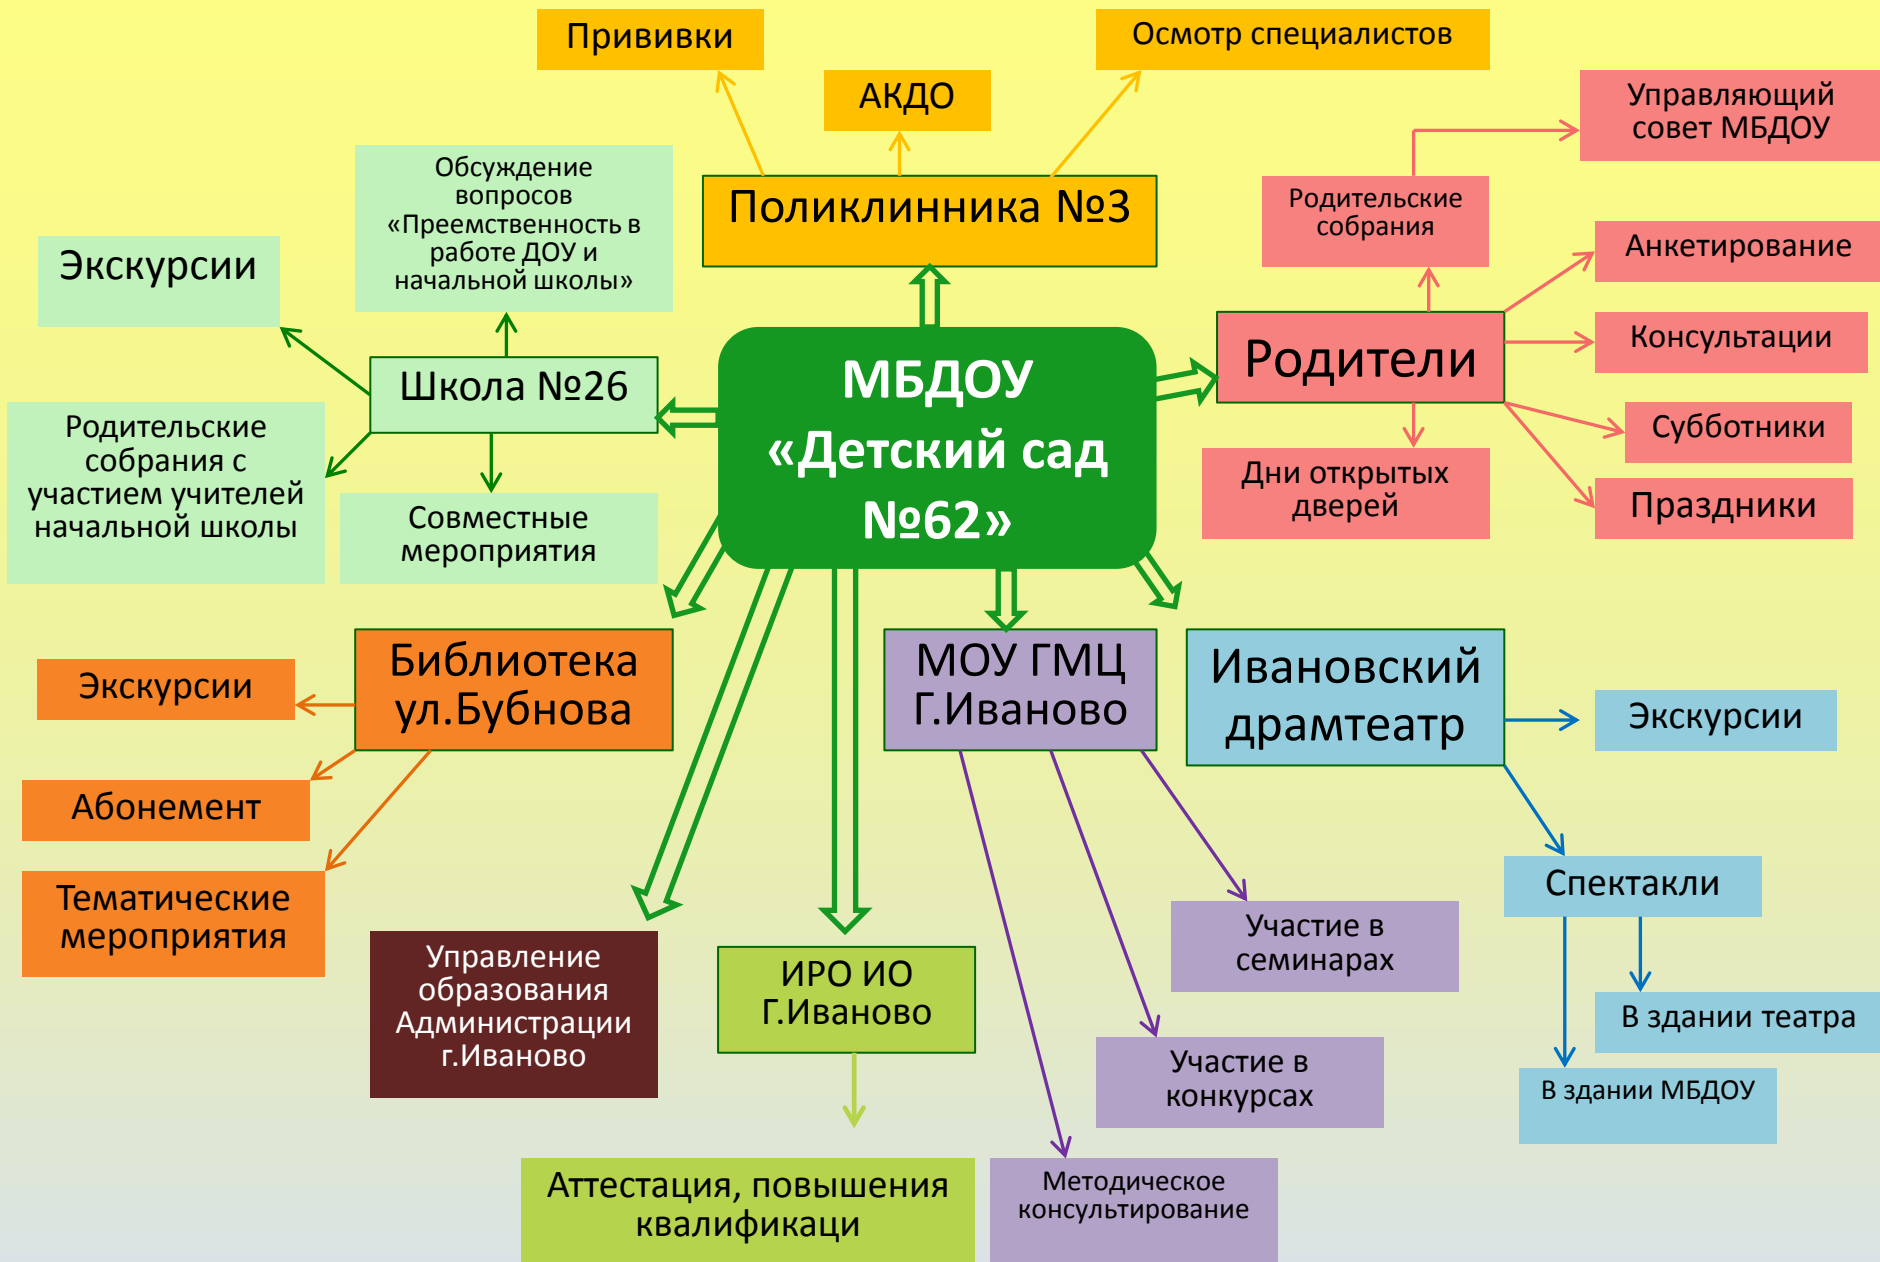 Прививки
Осмотр специалистов
АКДО
Управляющий
совет МБДОУ
Обсуждение
вопросов
«Преемственность в
работе ДОУ и
начальной школы»
Поликлинника №3
Родительские
собрания
Экскурсии
Анкетирование
Школа №26
МБДОУ
«Детский сад
№62»
Родители
Консультации
Родительские
собрания с
участием учителей
начальной школы
Совместные
мероприятия
Дни открытых
дверей
Субботники
Праздники
Библиотека
ул.Бубнова
МОУ ГМЦ
Г.Иваново
Ивановский
драмтеатр
Экскурсии
Экскурсии
Абонемент
Тематические
мероприятия
Спектакли
Управление
образования
Администрации
г.Иваново
ИРО ИО
Г.Иваново
Участие в
семинарах
В здании театра
Участие в
конкурсах
В здании МБДОУ
Аттестация, повышения
квалификаци
Методическое
консультирование